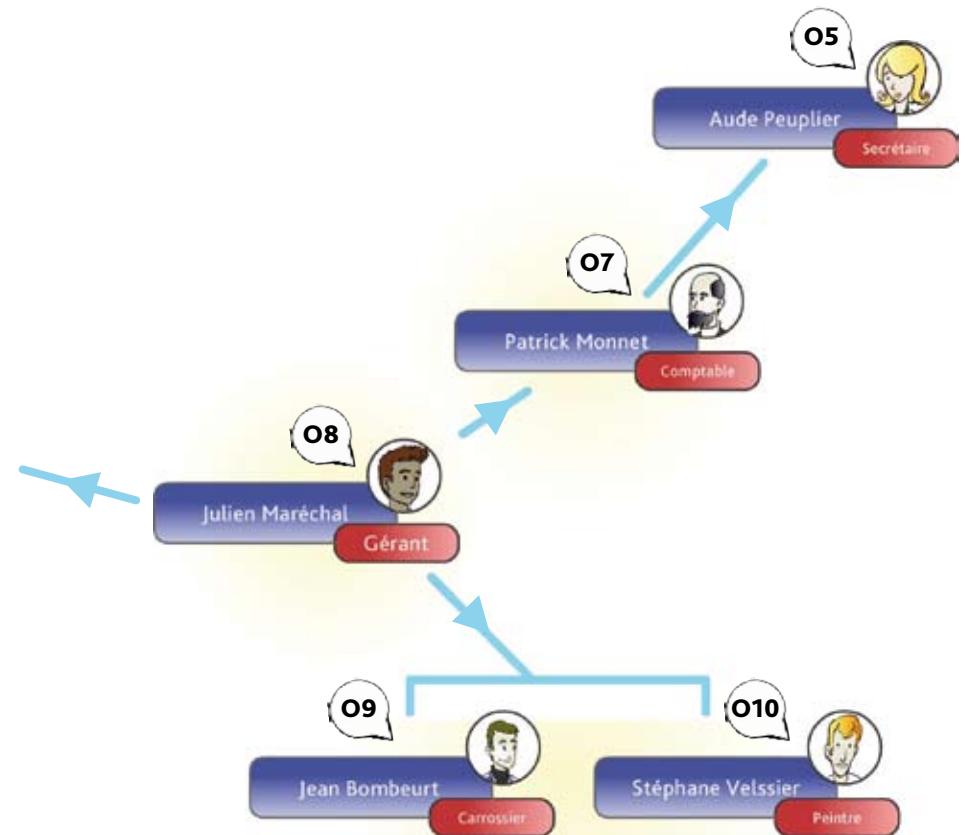 O5
Aude Peuplier
Secrétaire
O7
Patrick Monnet
Comptable
O8
Julien Maréchal
Gérant
O9
Jean Bombeurt
Carrossier
O10
Stéphane Velssier
Peintre